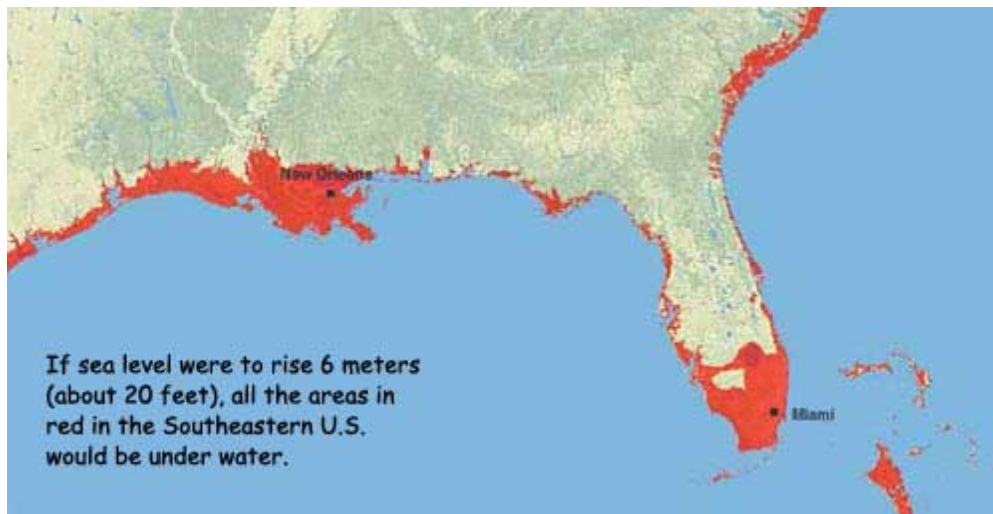 New Orleans
If sea level were to rise 6 meters
(about 20 feet), all the areas in
red in the Southeastern U.S.
would be under water.
Miami